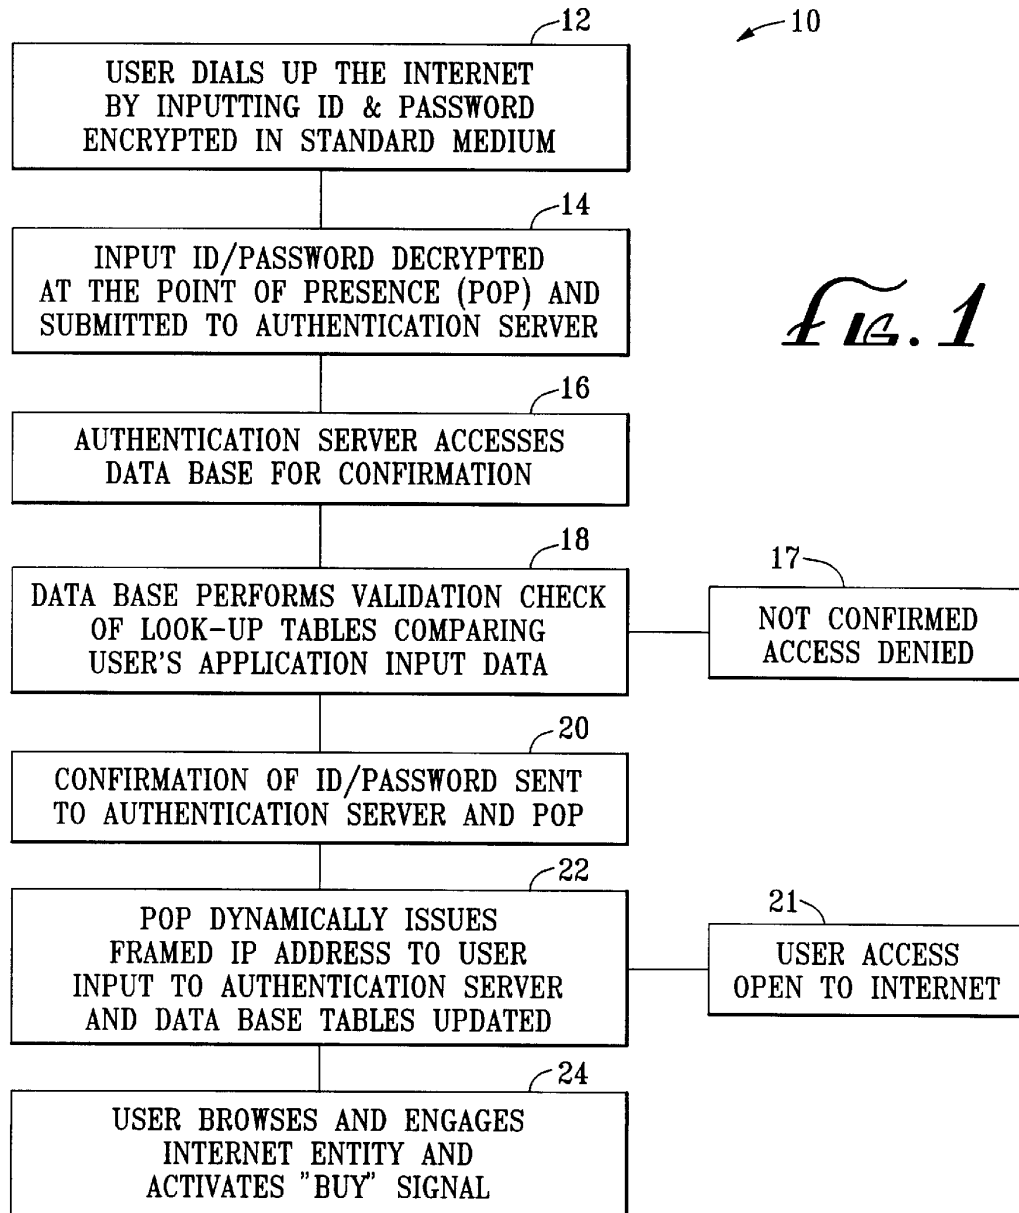 12
10
USER DIALS UP THE INTERNET
BY INPUTTING ID & PASSWORD
ENCRYPTED IN STANDARD MEDIUM
14
INPUT ID/PASSWORD DECRYPTED
AT THE POINT OF PRESENCE (POP) AND
SUBMITTED TO AUTHENTICATION SERVER
FIG. 1
16
AUTHENTICATION SERVER ACCESSES
DATA BASE FOR CONFIRMATION
18
DATA BASE PERFORMS VALIDATION CHECK
OF LOOK-UP TABLES COMPARING
USER'S APPLICATION INPUT DATA
17
NOT CONFIRMED
ACCESS DENIED
20
CONFIRMATION OF ID/PASSWORD SENT
TO AUTHENTICATION SERVER AND POP
22
POP DYNAMICALLY ISSUES
FRAMED IP ADDRESS TO USER
INPUT TO AUTHENTICATION SERVER
AND DATA BASE TABLES UPDATED
21
USER ACCESS
OPEN TO INTERNET
24
USER BROWSES AND ENGAGES
INTERNET ENTITY AND
ACTIVATES "BUY" SIGNAL